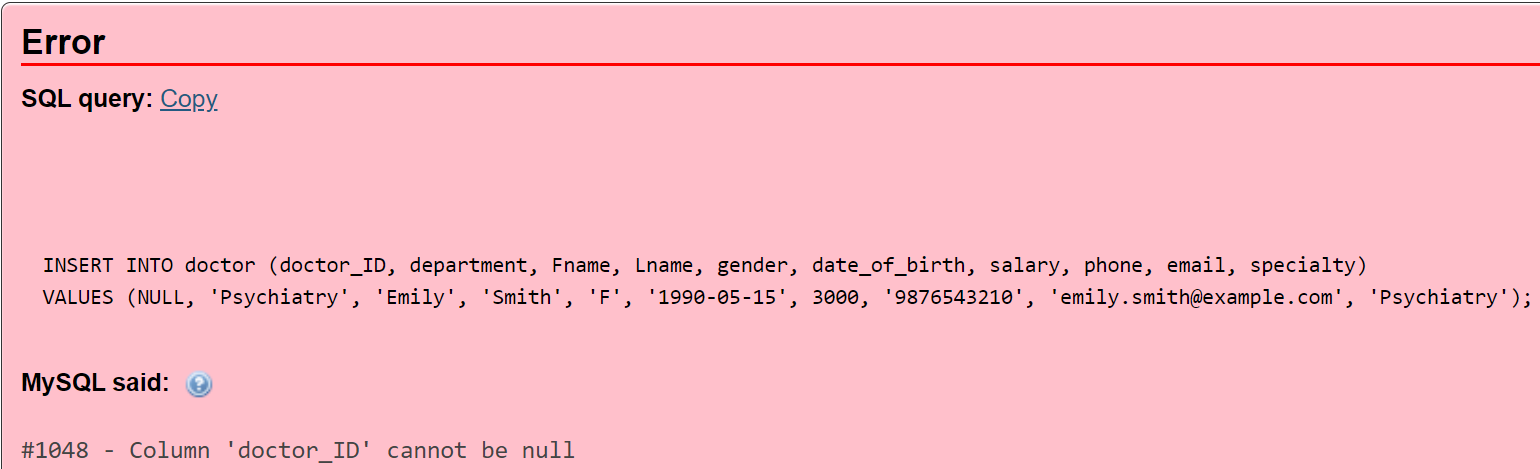 Error
SQL query: Copy
INSERT INTO doctor (doctor_ID, department, Fname, Lname, gender, date_of_birth, salary, phone, email, specialty)
VALUES (NULL, 'Psychiatry', 'Emily', 'Smith', 'F', '1990-05-15', 3000, '9876543210', 'emily.smith@example.com', 'Psychiatry');
MySQL said: ?
#1048 - Column 'doctor_ID' cannot be null